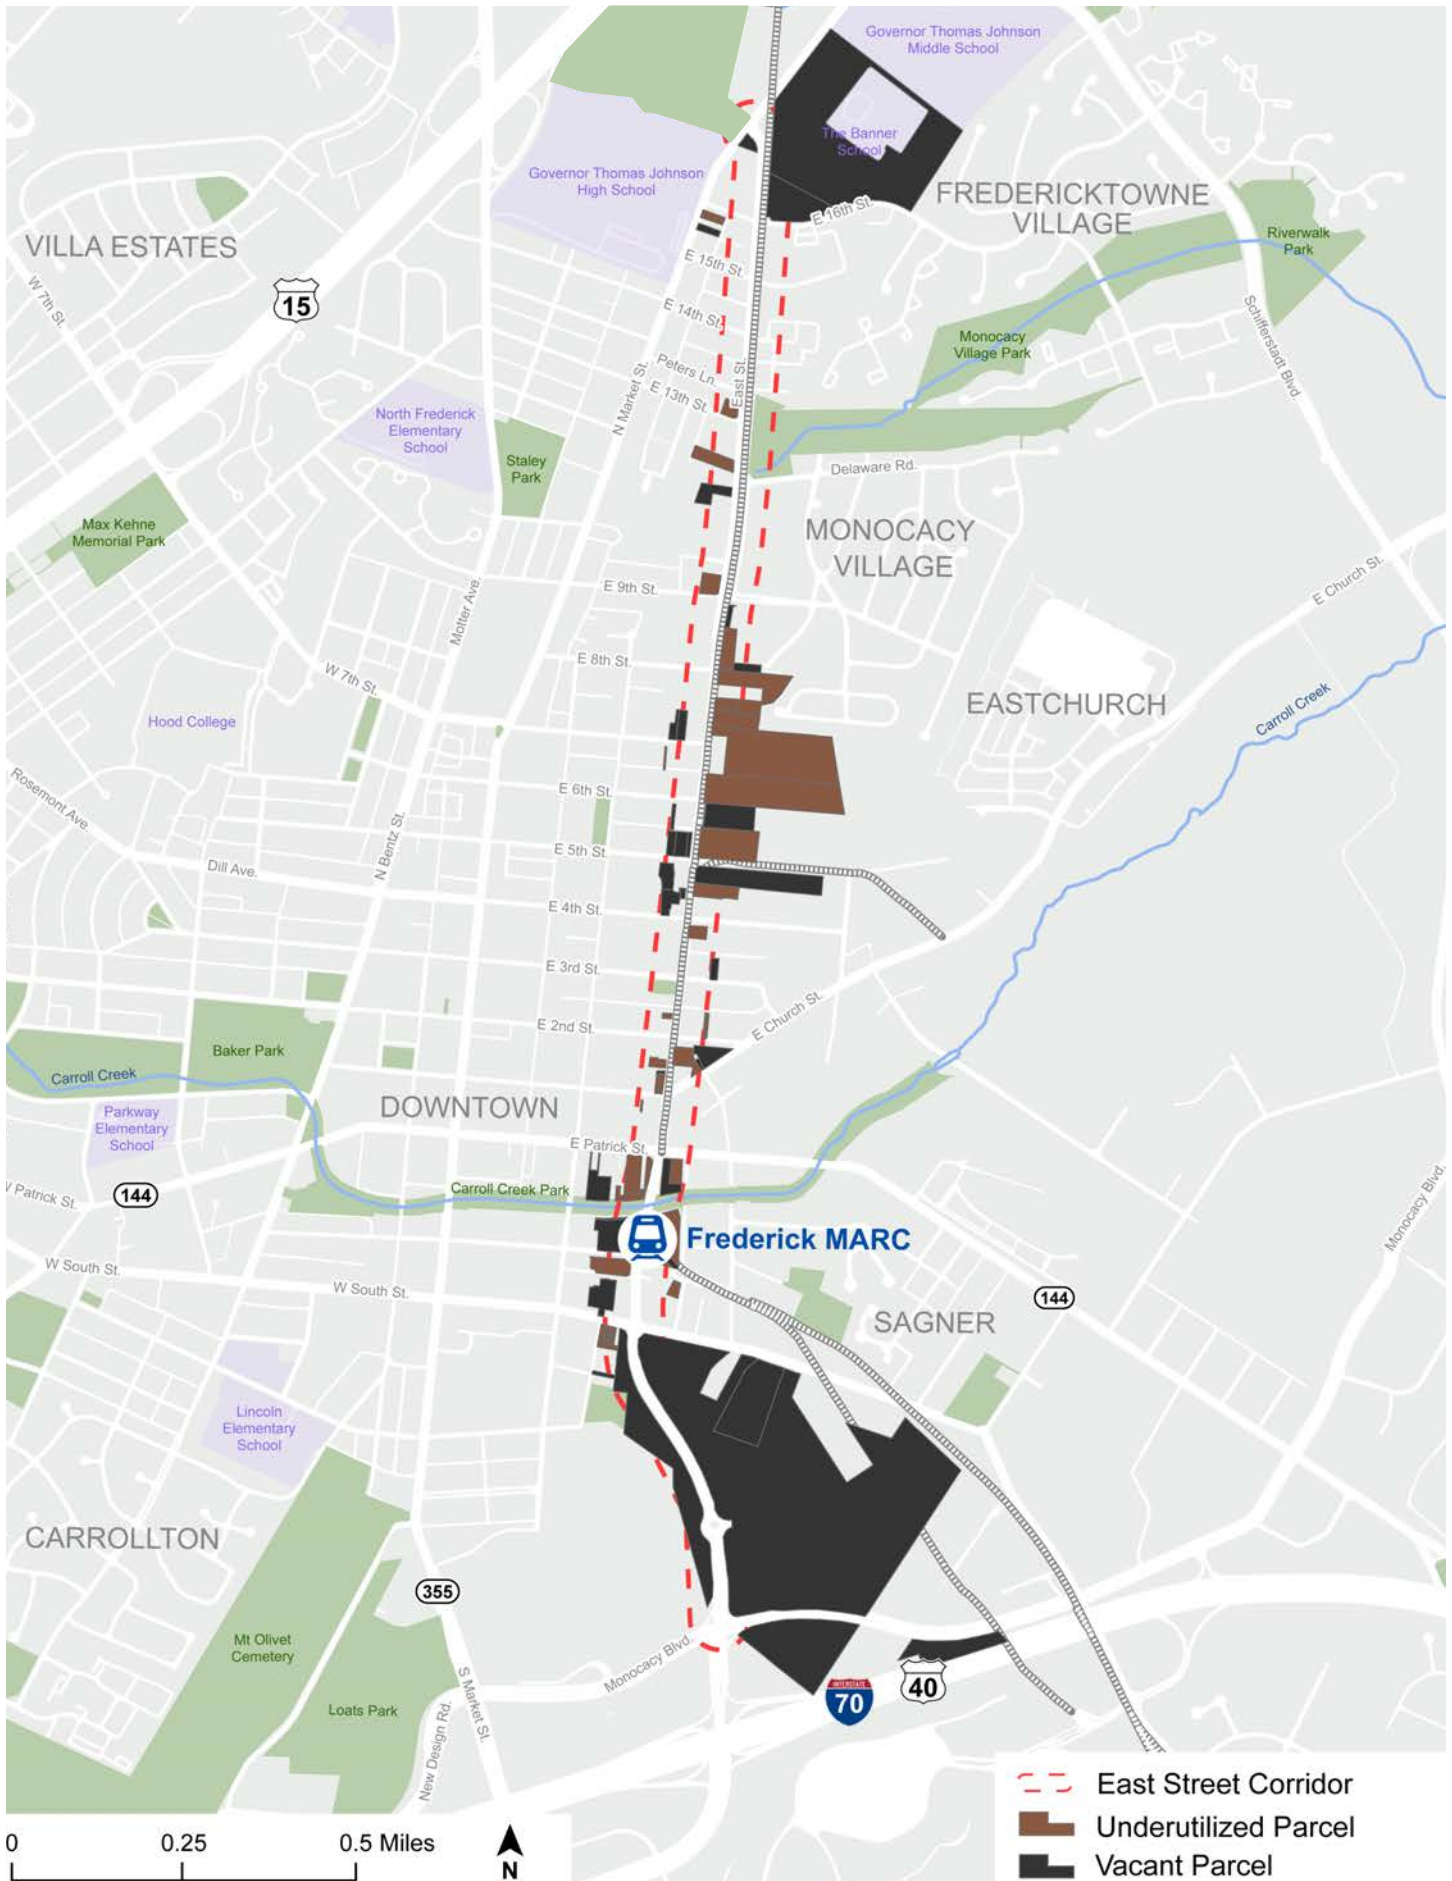 Governor Thomas Johnson
Middle School
The Banner
School
Governor Thomas Johnson
High School
FREDERICKTOWNE
VILLAGE
E 16th St.
Riverwalk
Park
VILLA ESTATES
W 7th St.
15
E 15th St.
E 14th St.
Schifferstadt Blvd.
Monocacy
Village Park
Peters Ln.
East St.
E 13th St.
N Market St.
North Frederick
Elementary
School
Staley
Park
Delaware Rd.
Max Kehne
Memorial Park
MONOCACY
VILLAGE
E Church St.
E 9th St.
Motter Ave.
E 8th St.
W 7th St.
EASTCHURCH
Carroll Creek
Hood College
Rosemont Ave.
E 6th St.
N Bentz St.
E 5th St.
Dill Ave.
E 4th St.
E 3rd St.
E 2nd St.
E Church St.
Baker Park
Carroll Creek
DOWNTOWN
Parkway
Elementary
School
E Patrick St.
W Patrick St.
144
Carroll Creek Park
Monocacy Blvd.
Frederick MARC
W South St.
W South St.
144
SAGNER
Lincoln
Elementary
School
CARROLLTON
355
Mt Olivet
Cemetery
Monocacy Blvd.
S Market St.
New Design Rd.
Loats Park
INTERSTATE
70
40
East Street Corridor
Underutilized Parcel
Vacant Parcel
0 0.25 0.5 Miles
N